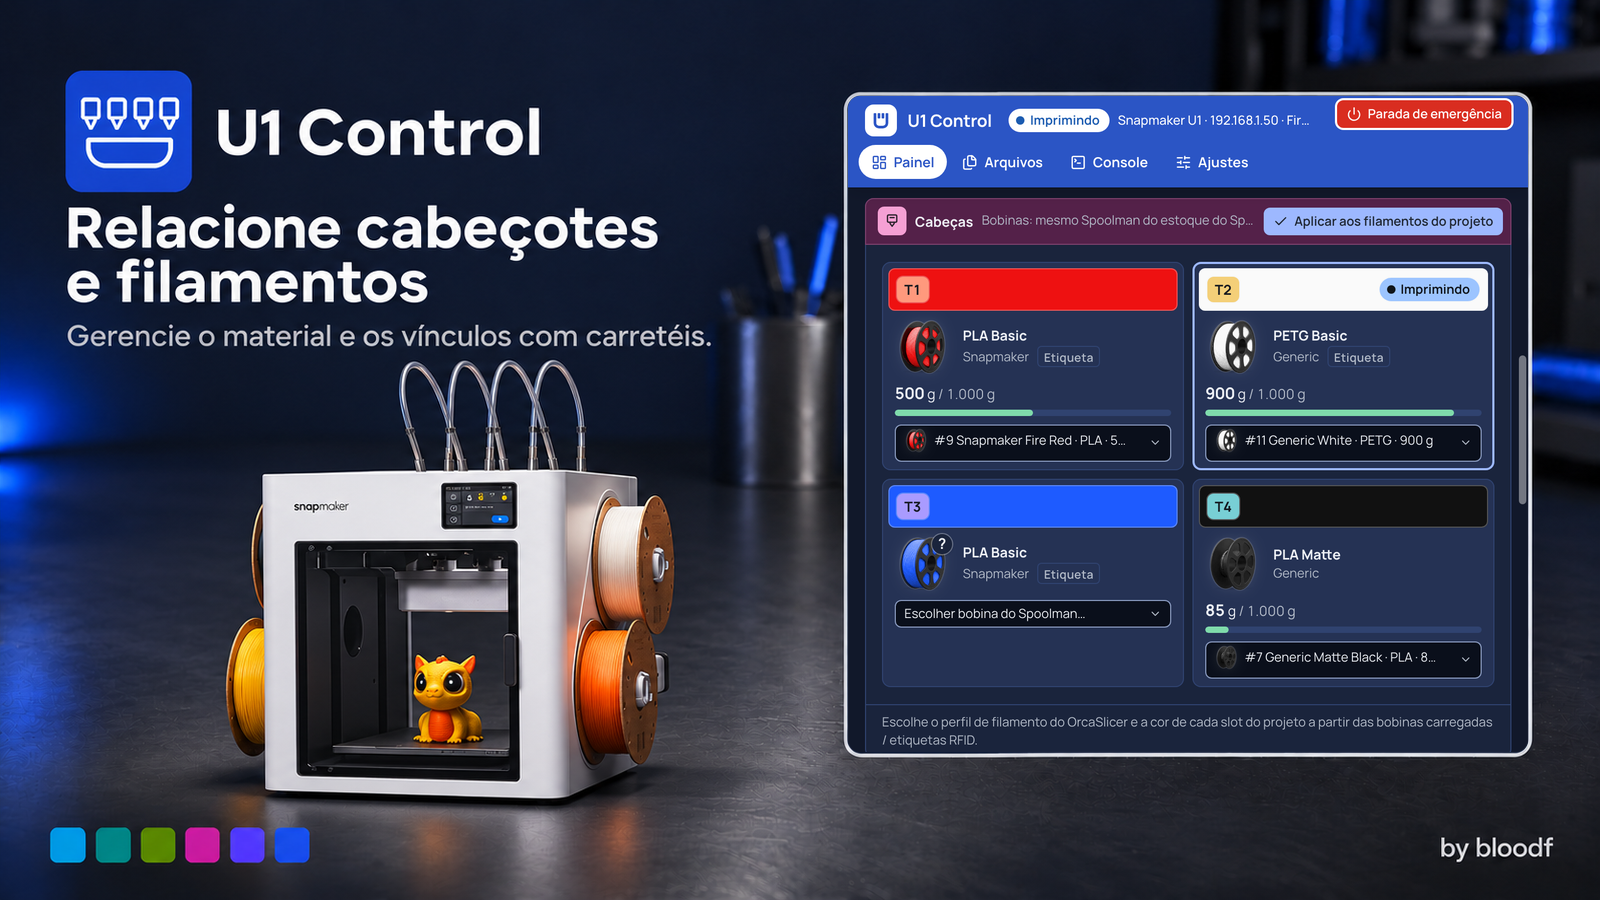 U1 Control
Relacione cabeçotes
e filamentos
Gerencie o material e os vínculos com carretéis.
snapmaker
U1 Control
Imprimindo
Snapmaker U1 · 192.168.1.50 · Fir...
Parada de emergência
Painel
Arquivos
Console
Ajustes
Cabeças
Bobinas: mesmo Spoolman do estoque do Sp...
Aplicar aos filamentos do projeto
T1
PLA Basic
Snapmaker
Etiqueta
500 g / 1.000 g
#9 Snapmaker Fire Red · PLA · 5...
T2
Imprimindo
PETG Basic
Generic
Etiqueta
900 g / 1.000 g
#11 Generic White · PETG · 900 g
T3
?
PLA Basic
Snapmaker
Etiqueta
Escolher bobina do Spoolman...
T4
PLA Matte
Generic
85 g / 1.000 g
#7 Generic Matte Black · PLA · 8...
Escolhe o perfil de filamento do OrcaSlicer e a cor de cada slot do projeto a partir das bobinas carregadas
/ etiquetas RFID.
by bloodf